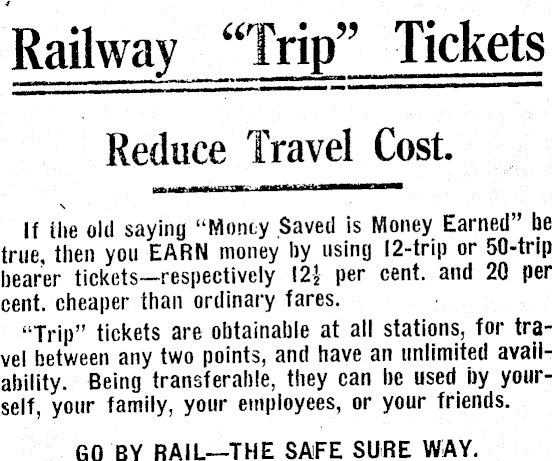 Railway “Trip” Tickets
Reduce Travel Cost.
If the old saying “Money Saved is Money Earned” be
true, then you EARN money by using 12-trip or 50-trip
bearer tickets—respectively 12½ per cent. and 20 per
cent. cheaper than ordinary fares.
“Trip” tickets are obtainable at all stations, for tra-
vel between any two points, and have an unlimited avail-
ability. Being transferable, they can be used by your-
self, your family, your employees, or your friends.
GO BY RAIL—THE SAFE SURE WAY.